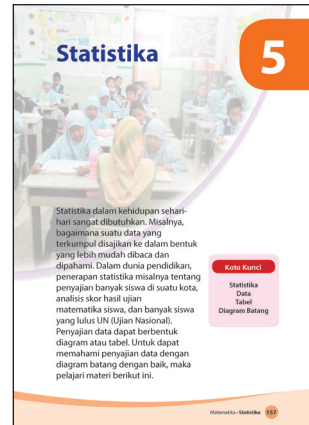 Statistika
5
Statistika dalam kehidupan sehari-
hari sangat dibutuhkan. Misalnya,
bagaimana suatu data yang
terkumpul disajikan ke dalam bentuk
yang lebih mudah dibaca dan
dipahami. Dalam dunia pendidikan,
penerapan statistika misalnya tentang
penyajian banyak siswa di suatu kota,
analisis skor hasil ujian
matematika siswa, dan banyak siswa
yang lulus UN (Ujian Nasional).
Penyajian data dapat berbentuk
diagram atau tabel. Untuk dapat
memahami penyajian data dengan
diagram batang dengan baik, maka
pelajari materi berikut ini.
Kata Kunci
Statistika
Data
Tabel
Diagram Batang
Matematika - Statistika 157